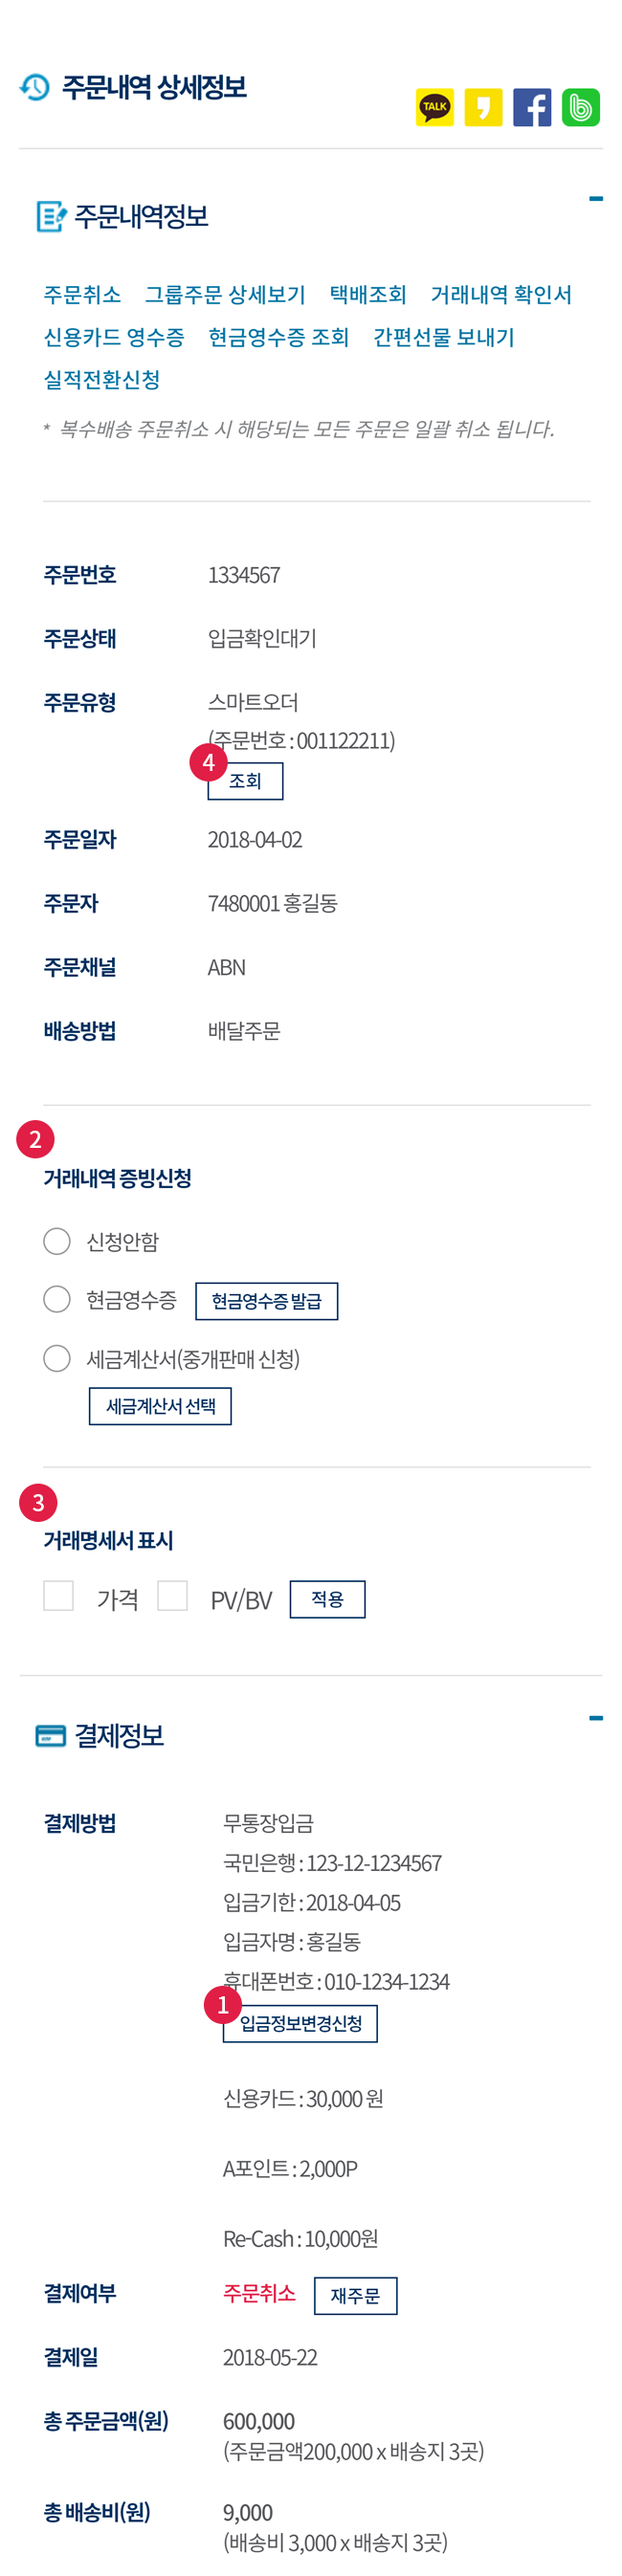 주문내역 상세정보
TALK
주문내역정보
주문취소 그룹주문 상세보기 택배조회 거래내역 확인서
신용카드 영수증 현금영수증 조회 간편선물 보내기
실적전환신청
* 복수배송 주문취소 시 해당되는 모든 주문은 일괄 취소 됩니다.
주문번호 1334567
주문상태 입금확인대기
주문유형 스마트오더
(주문번호 : 001122211)
4
조회
주문일자 2018-04-02
주문자 7480001 홍길동
주문채널 ABN
배송방법 배달주문
2
거래내역 증빙신청
신청안함
현금영수증 현금영수증 발급
세금계산서(중개판매 신청)
세금계산서 선택
3
거래명세서 표시
가격 PV/BV 적용
결제정보
결제방법 무통장입금
국민은행 : 123-12-1234567
입금기한 : 2018-04-05
입금자명 : 홍길동
휴대폰번호 : 010-1234-1234
1
입금정보변경신청
신용카드 : 30,000 원
A포인트 : 2,000P
Re-Cash : 10,000원
결제여부 주문취소 재주문
결제일 2018-05-22
총 주문금액(원) 600,000
(주문금액200,000 x 배송지 3곳)
총 배송비(원) 9,000
(배송비 3,000 x 배송지 3곳)